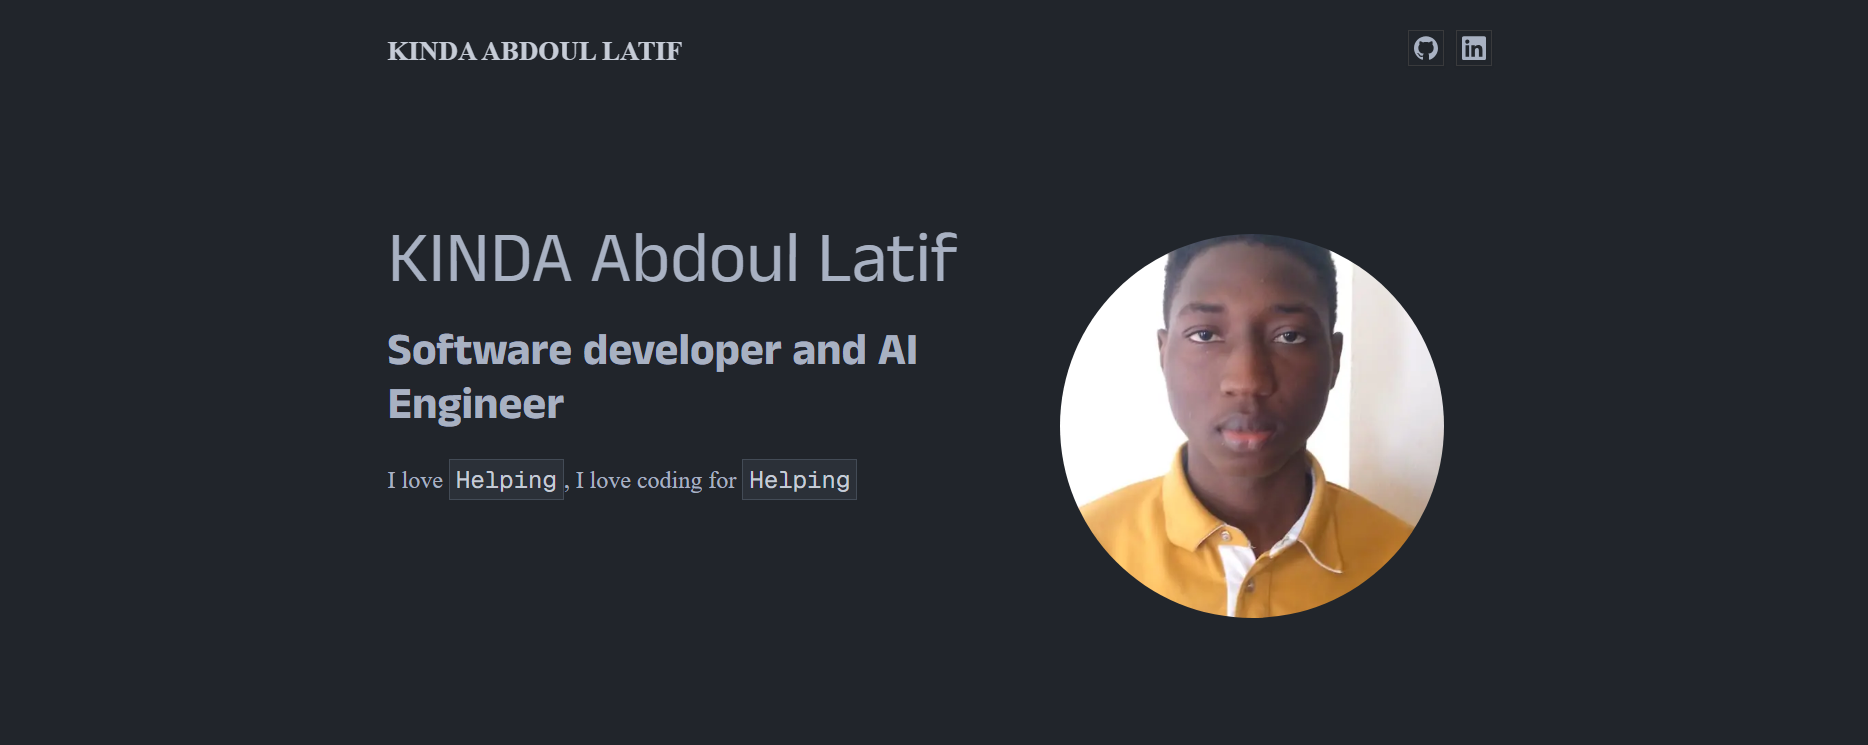 KINDA ABDOUL LATIF
KINDA Abdoul Latif
Software developer and AI
Engineer
I love Helping, I love coding for Helping